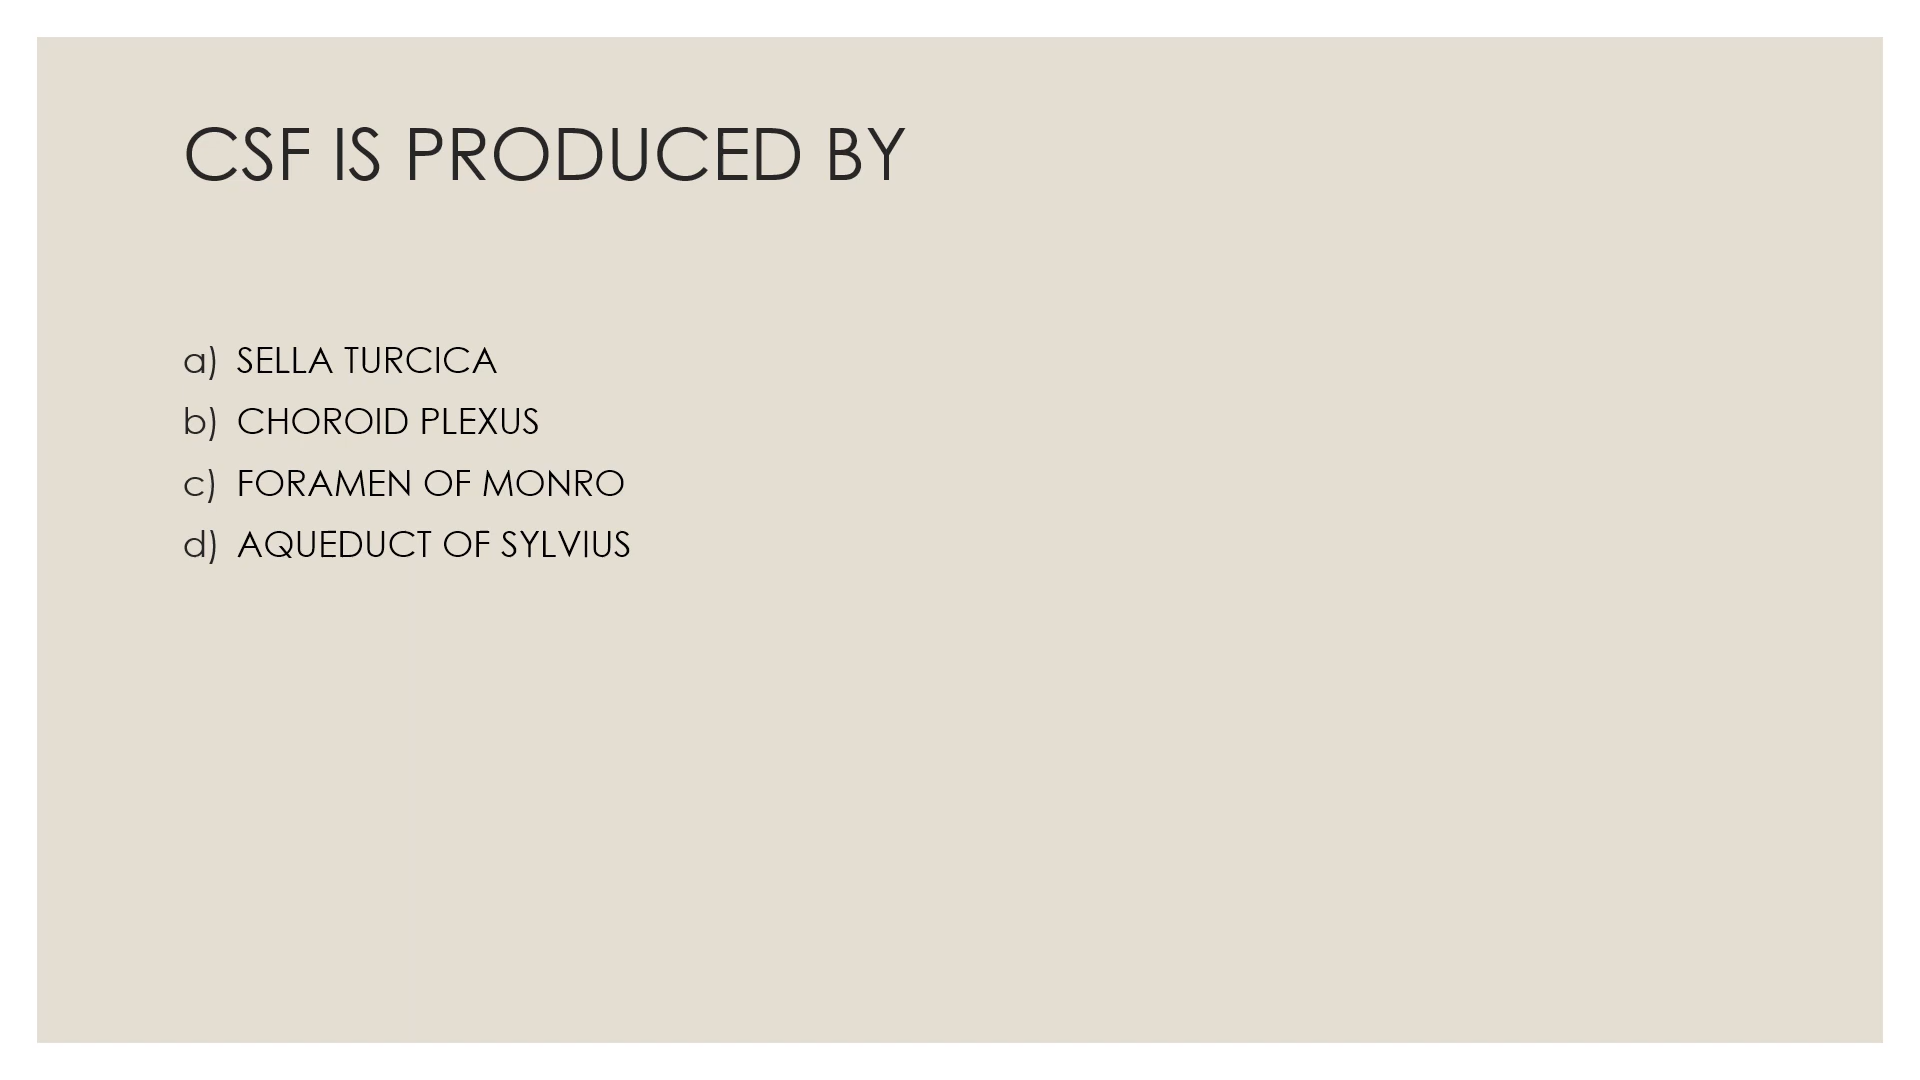 CSF IS PRODUCED BY
a) SELLA TURCICA
b) CHOROID PLEXUS
c) FORAMEN OF MONRO
d) AQUEDUCT OF SYLVIUS